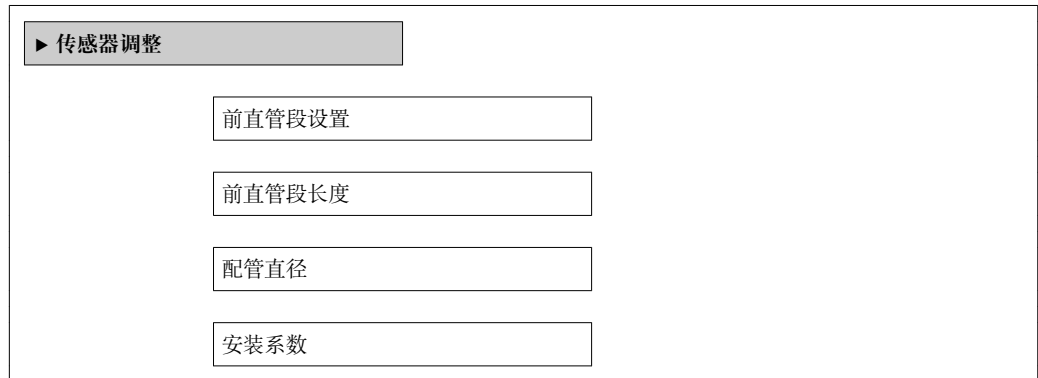 ▶ 传感器调整
前直管段设置
前直管段长度
配管直径
安装系数